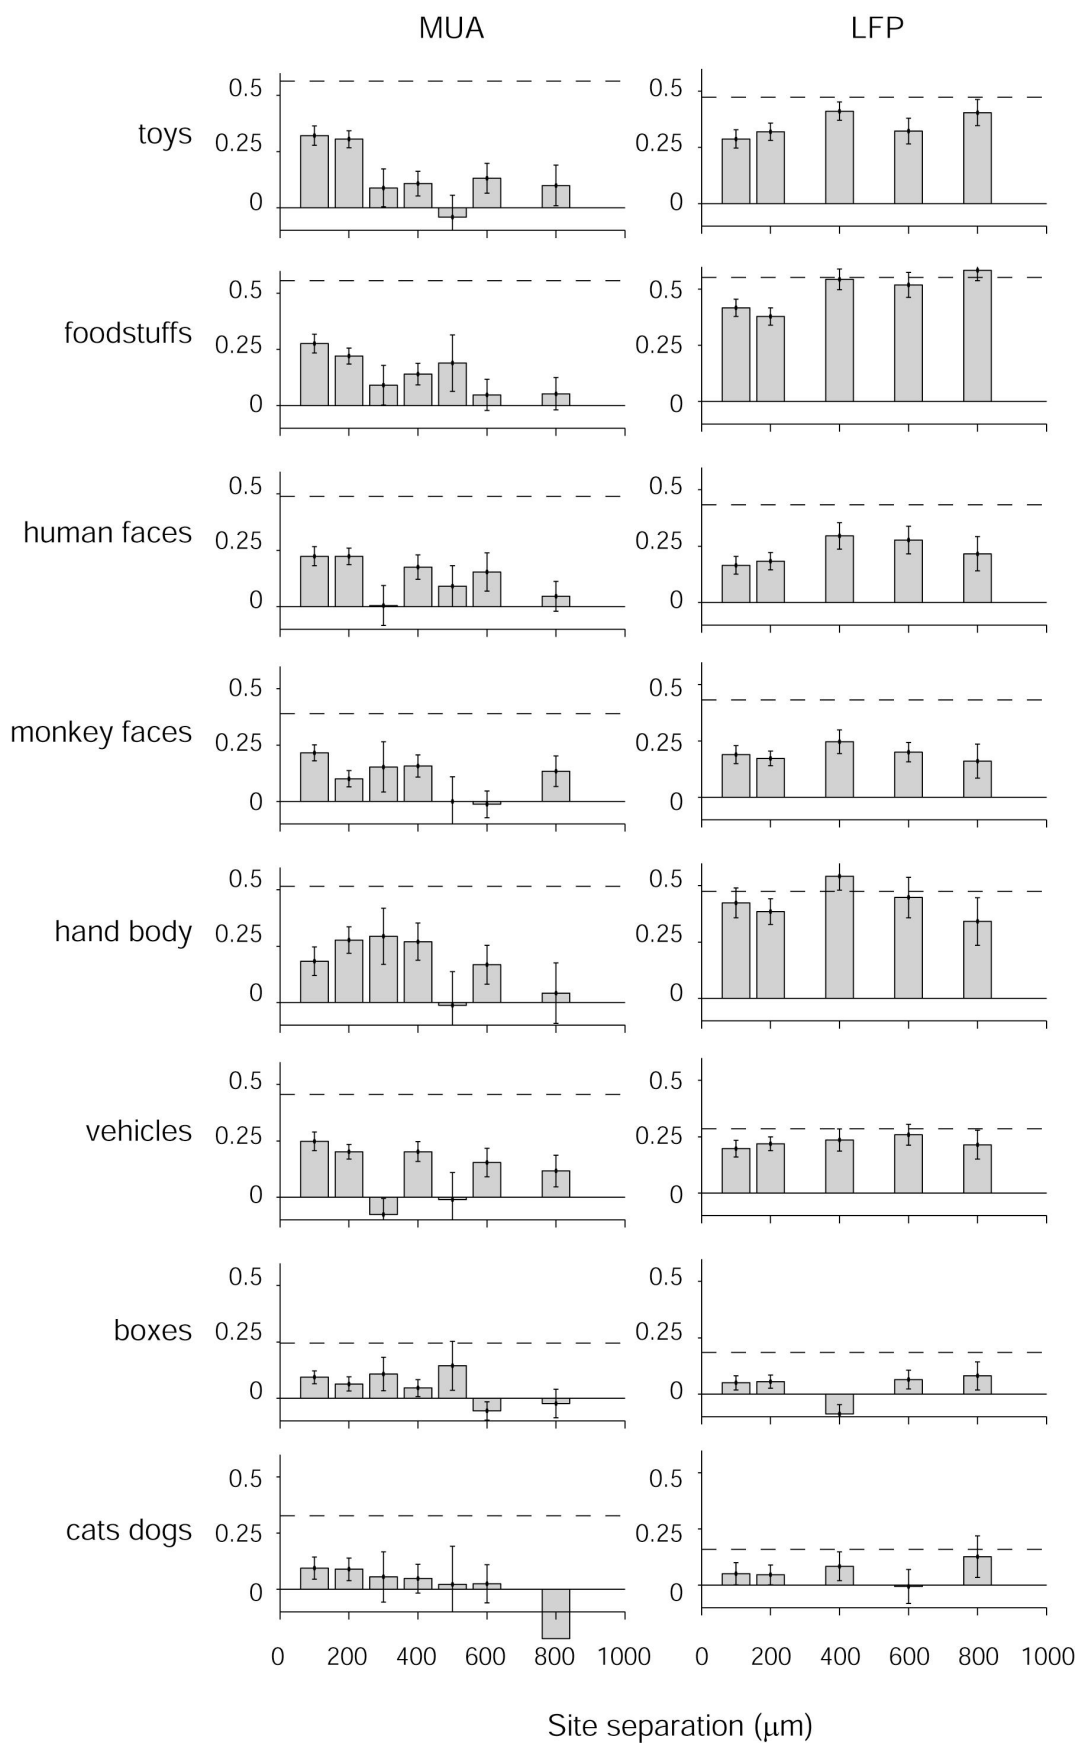 MUA LFP
toys
0.5 0.5
0.25 0.25
0 0
foodstuffs
0.5 0.5
0.25 0.25
0 0
human faces
0.5 0.5
0.25 0.25
0 0
monkey faces
0.5 0.5
0.25 0.25
0 0
hand body
0.5 0.5
0.25 0.25
0 0
vehicles
0.5 0.5
0.25 0.25
0 0
boxes
0.5 0.5
0.25 0.25
0 0
cats dogs
0.5 0.5
0.25 0.25
0 0
0 200 400 600 800 1000 0 200 400 600 800 1000
Site separation (μm)